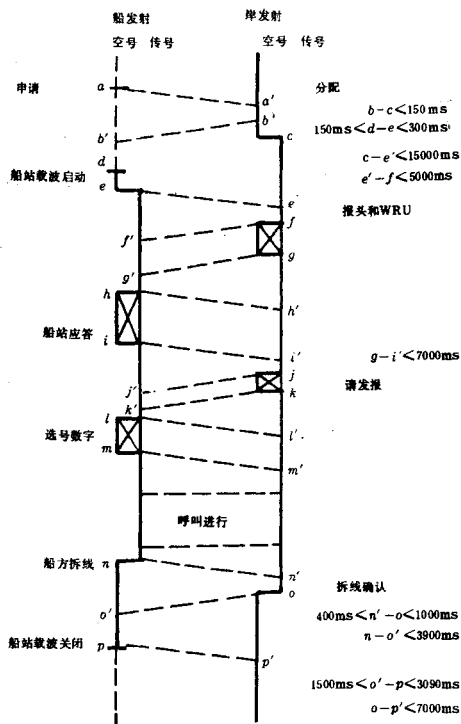 船发射 岸发射
空号 传号 空号 传号
申请 a a' 分配
b' b' b-c≤150ms
c 150ms≤d-e≤300ms
d c-e'≤15000ms
船站载波启动 e e' e'-f≤5000ms
f' f 报头和WRU
g' g
h h'
船站应答 i i' g-i'≤7000ms
j' j 请发报
k' k
l l'
选号数字 m m'
呼叫进行
船方拆线 n n' 拆线确认
o' o 400ms≤n'-o≤1000ms
n-o'≤3900ms
船站载波关闭 p p'
1500ms≤o'-p≤3090ms
o-p'≤7000ms